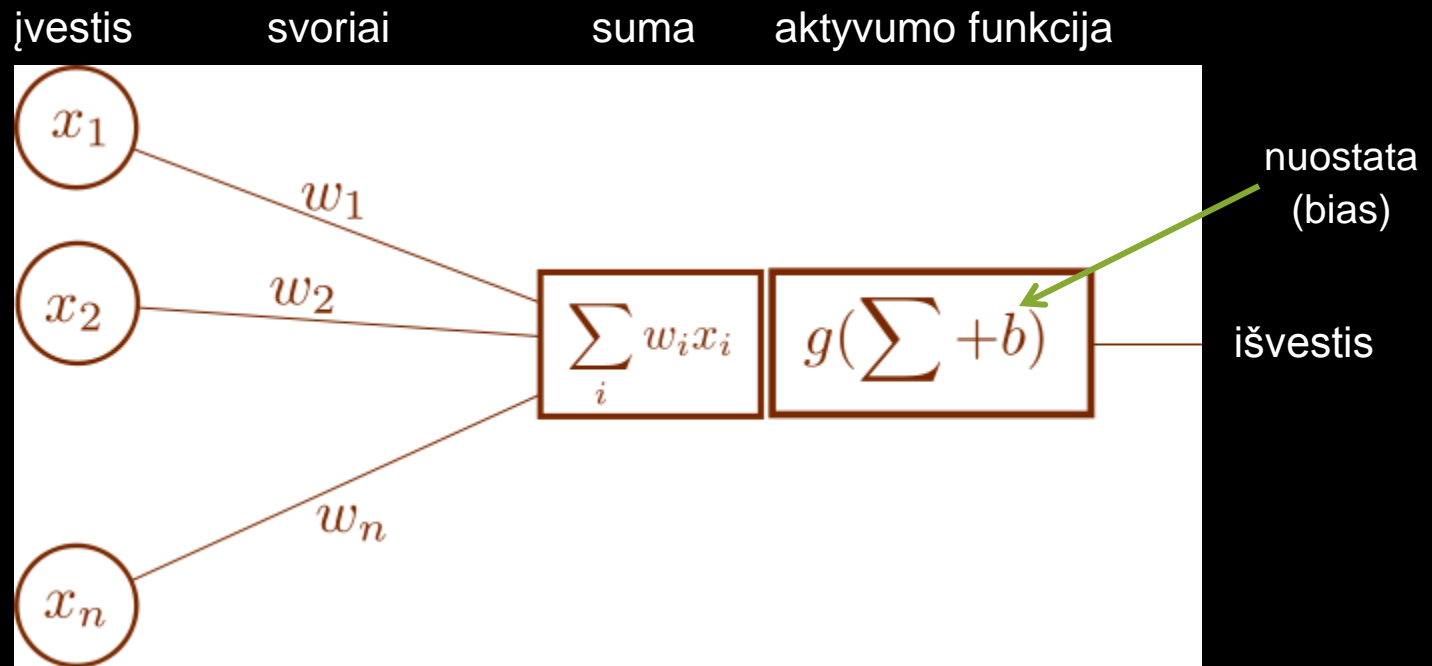 įvestis svoriai suma aktyvumo funkcija
x₁
w₁
nuostata
(bias)
x₂
w₂
∑ᵢ wᵢxᵢ
g(∑ +b)
išvestis
wₙ
xₙ